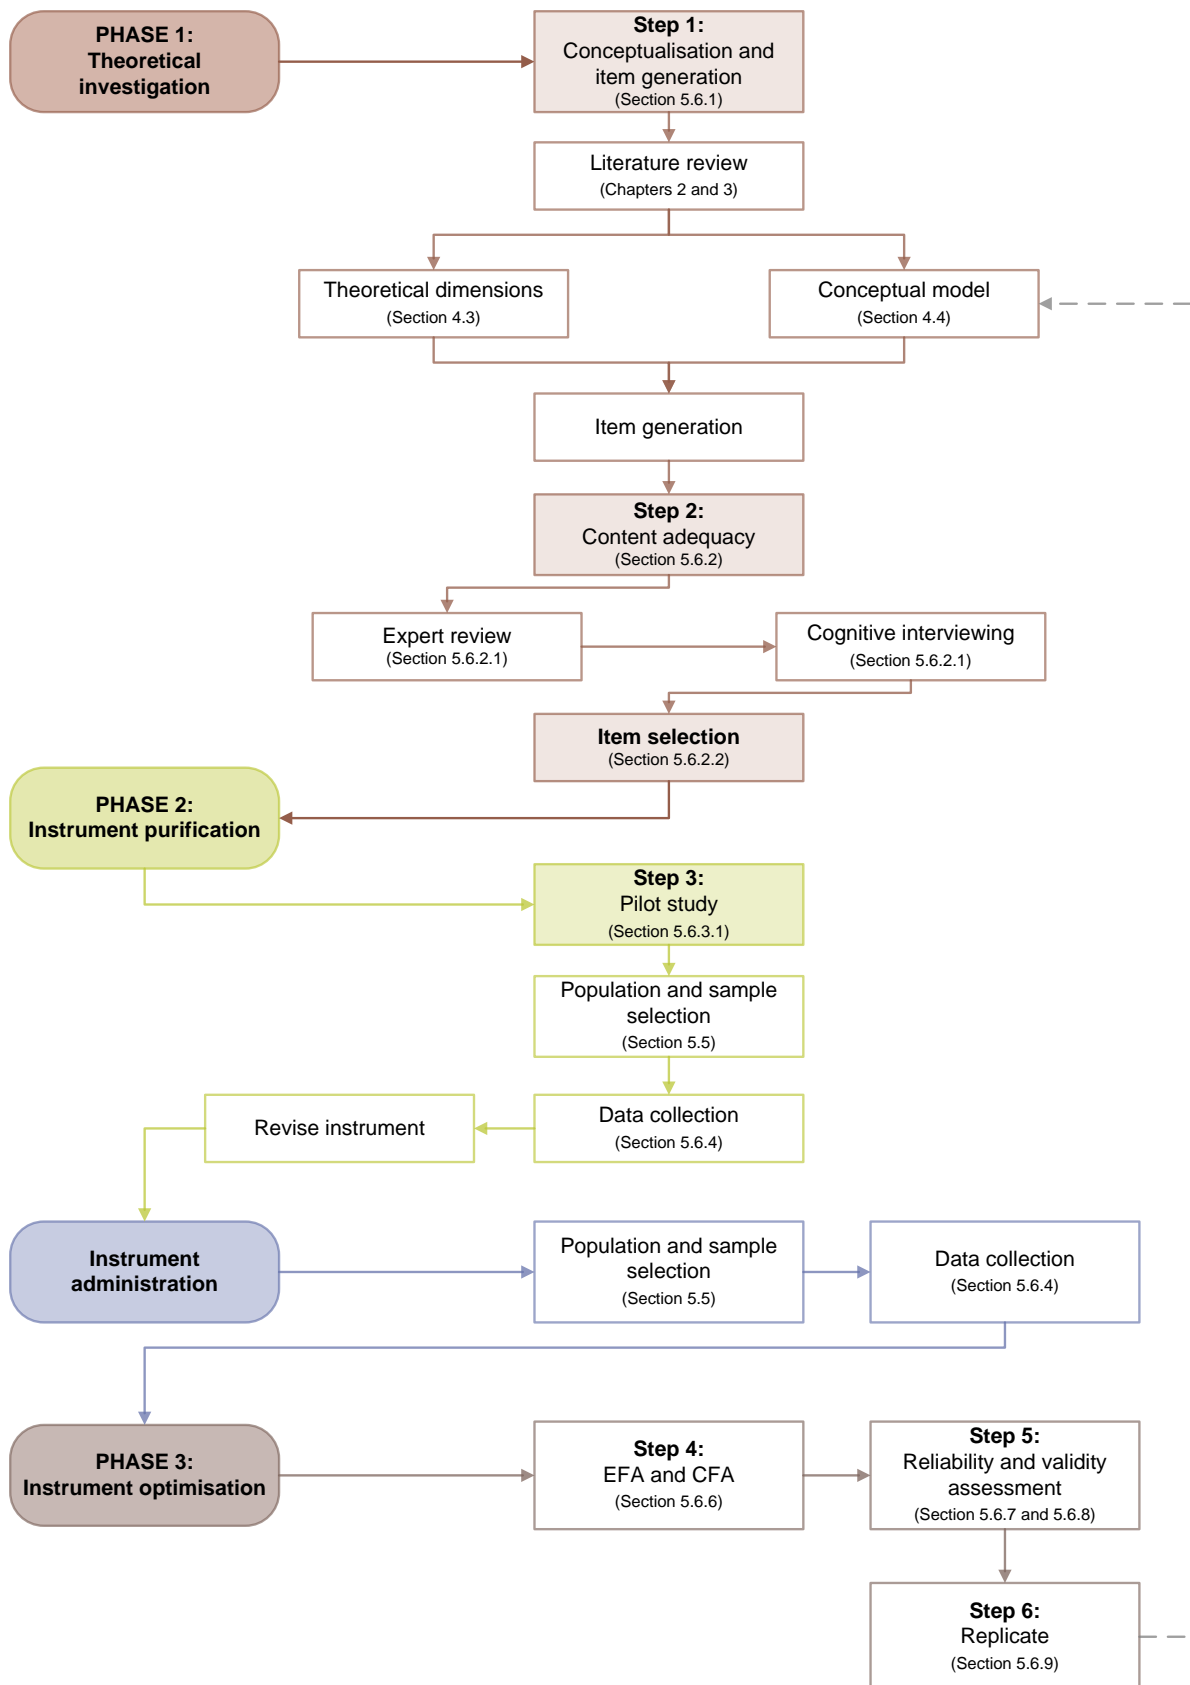 PHASE 1:
Theoretical
investigation
Step 1:
Conceptualisation and
item generation
(Section 5.6.1)
Literature review
(Chapters 2 and 3)
Theoretical dimensions
(Section 4.3)
Conceptual model
(Section 4.4)
Item generation
Step 2:
Content adequacy
(Section 5.6.2)
Expert review
(Section 5.6.2.1)
Cognitive interviewing
(Section 5.6.2.1)
Item selection
(Section 5.6.2.2)
PHASE 2:
Instrument purification
Step 3:
Pilot study
(Section 5.6.3.1)
Population and sample
selection
(Section 5.5)
Data collection
(Section 5.6.4)
Revise instrument
Instrument
administration
Population and sample
selection
(Section 5.5)
Data collection
(Section 5.6.4)
PHASE 3:
Instrument optimisation
Step 4:
EFA and CFA
(Section 5.6.6)
Step 5:
Reliability and validity
assessment
(Section 5.6.7 and 5.6.8)
Step 6:
Replicate
(Section 5.6.9)